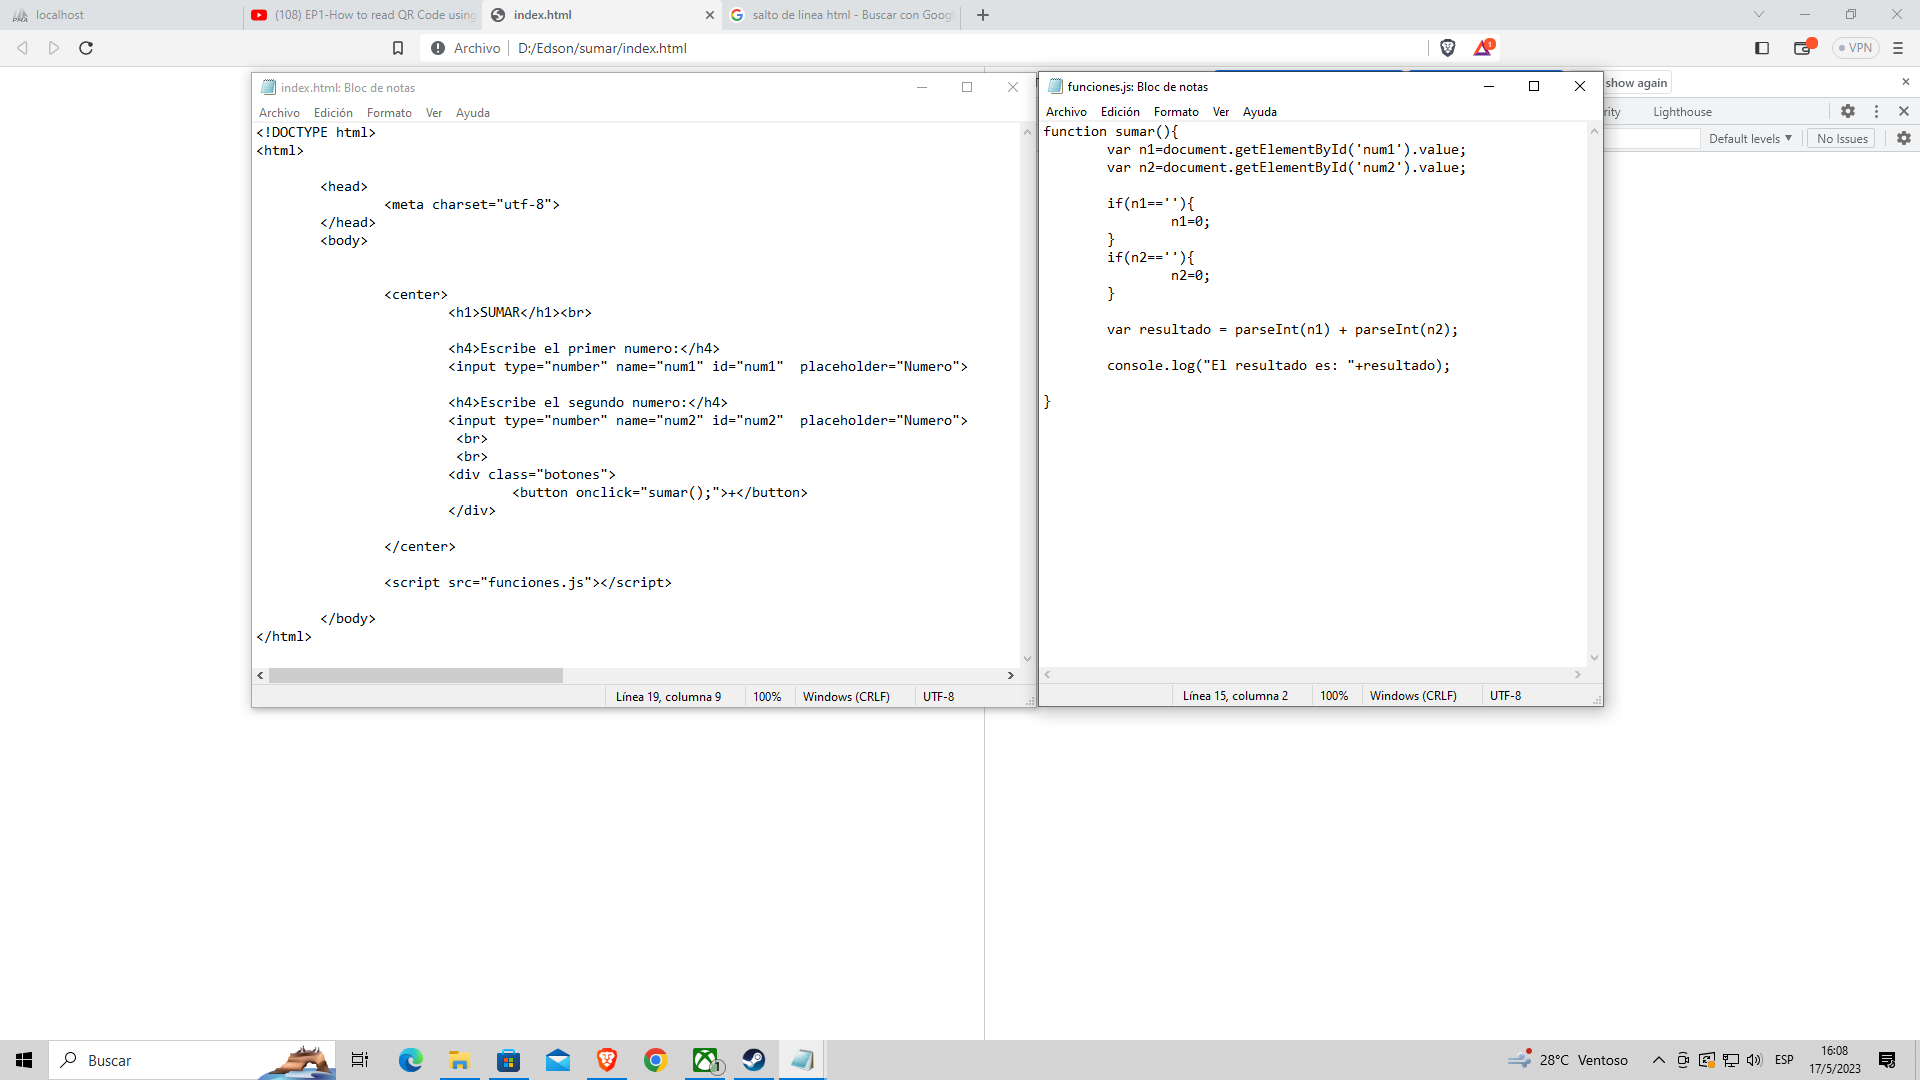 localhost
(108) EP1-How to read QR Code using
index.html
salto de linea html - Buscar con Goog
Archivo
D:/Edson/sumar/index.html
1
VPN
index.html: Bloc de notas
Archivo Edición Formato Ver Ayuda
<!DOCTYPE html>
<html>
<head>
<meta charset="utf-8">
</head>
<body>
<center>
<h1>SUMAR</h1><br>
<h4>Escribe el primer numero:</h4>
<input type="number" name="num1" id="num1"  placeholder="Numero">
<h4>Escribe el segundo numero:</h4>
<input type="number" name="num2" id="num2"  placeholder="Numero">
<br>
<br>
<div class="botones">
<button onclick="sumar();">+</button>
</div>
</center>
<script src="funciones.js"></script>
</body>
</html>
Línea 19, columna 9 100% Windows (CRLF) UTF-8
funciones.js: Bloc de notas
Archivo Edición Formato Ver Ayuda
function sumar(){
var n1=document.getElementById('num1').value;
var n2=document.getElementById('num2').value;
if(n1==''){
n1=0;
}
if(n2==''){
n2=0;
}
var resultado = parseInt(n1) + parseInt(n2);
console.log("El resultado es: "+resultado);
}
Línea 15, columna 2 100% Windows (CRLF) UTF-8
show again
rity Lighthouse
Default levels No Issues
Buscar
1
28°C Ventoso
ESP
16:08
17/5/2023